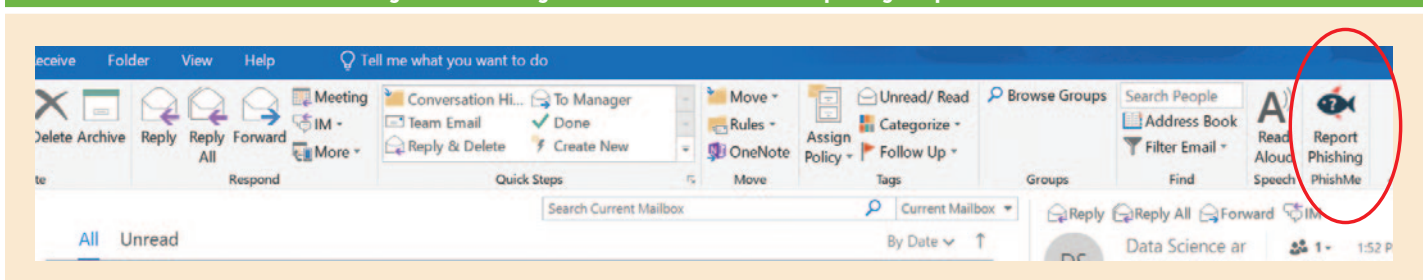 Folder View Help Tell me what you want to do
Meeting
IM
More
Delete Archive Reply Reply All Forward
Respond
Conversation Hi... To Manager
Team Email Done
Reply & Delete Create New
Quick Steps
Move
Rules
OneNote
Move
Assign Policy
Unread/ Read
Categorize
Follow Up
Tags
Browse Groups
Groups
Search People
Address Book
Filter Email
Find
Read Aloud
Speech
Report Phishing
PhishMe
Search Current Mailbox Current Mailbox
All Unread By Date
Reply Reply All Forward IM
Data Science ar 1 1:52 P